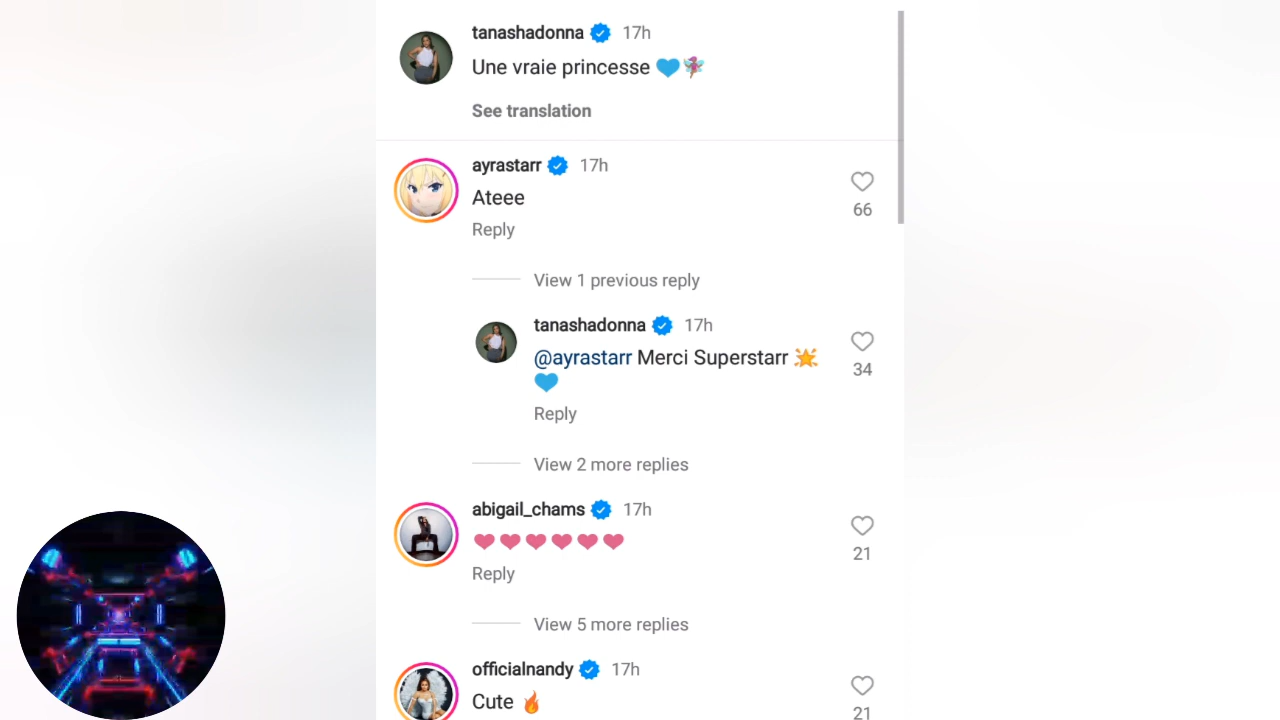 tanashadonna 17h
Une vraie princesse 💙🧚
See translation
ayrastarr 17h
Ateee
66
Reply
View 1 previous reply
tanashadonna 17h
@ayrastarr Merci Superstarr 🌟
💙
34
Reply
View 2 more replies
abigail_chams 17h
❤❤❤❤❤❤
21
Reply
View 5 more replies
officialnandy 17h
Cute 🔥
21